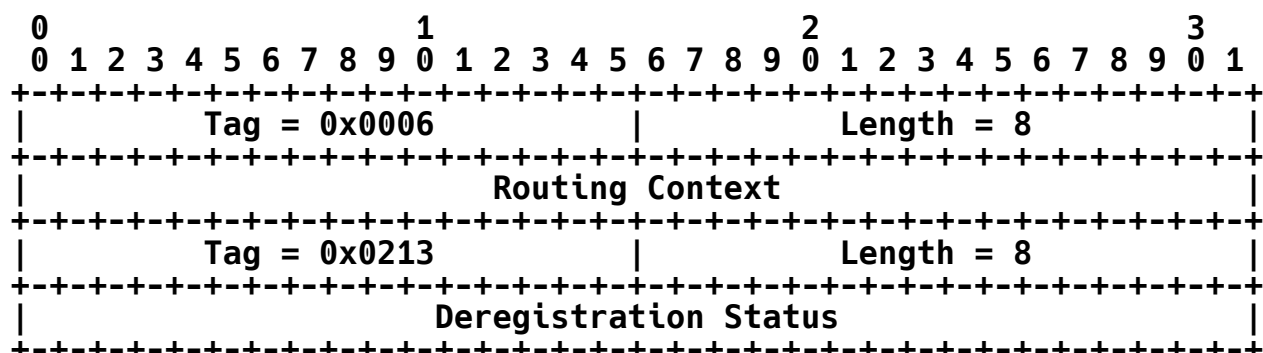 0                   1                   2                   3
 0 1 2 3 4 5 6 7 8 9 0 1 2 3 4 5 6 7 8 9 0 1 2 3 4 5 6 7 8 9 0 1
+-+-+-+-+-+-+-+-+-+-+-+-+-+-+-+-+-+-+-+-+-+-+-+-+-+-+-+-+-+-+-+-+
|         Tag = 0x0006          |          Length = 8           |
+-+-+-+-+-+-+-+-+-+-+-+-+-+-+-+-+-+-+-+-+-+-+-+-+-+-+-+-+-+-+-+-+
|                        Routing Context                        |
+-+-+-+-+-+-+-+-+-+-+-+-+-+-+-+-+-+-+-+-+-+-+-+-+-+-+-+-+-+-+-+-+
|         Tag = 0x0213          |          Length = 8           |
+-+-+-+-+-+-+-+-+-+-+-+-+-+-+-+-+-+-+-+-+-+-+-+-+-+-+-+-+-+-+-+-+
|                     Deregistration Status                     |
+-+-+-+-+-+-+-+-+-+-+-+-+-+-+-+-+-+-+-+-+-+-+-+-+-+-+-+-+-+-+-+-+